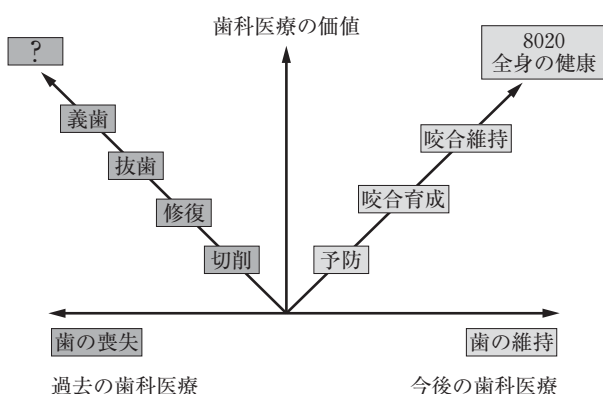 歯科医療の価値
?
8020
全身の健康
義歯
抜歯
修復
切削
咬合維持
咬合育成
予防
歯の喪失
歯の維持
過去の歯科医療
今後の歯科医療